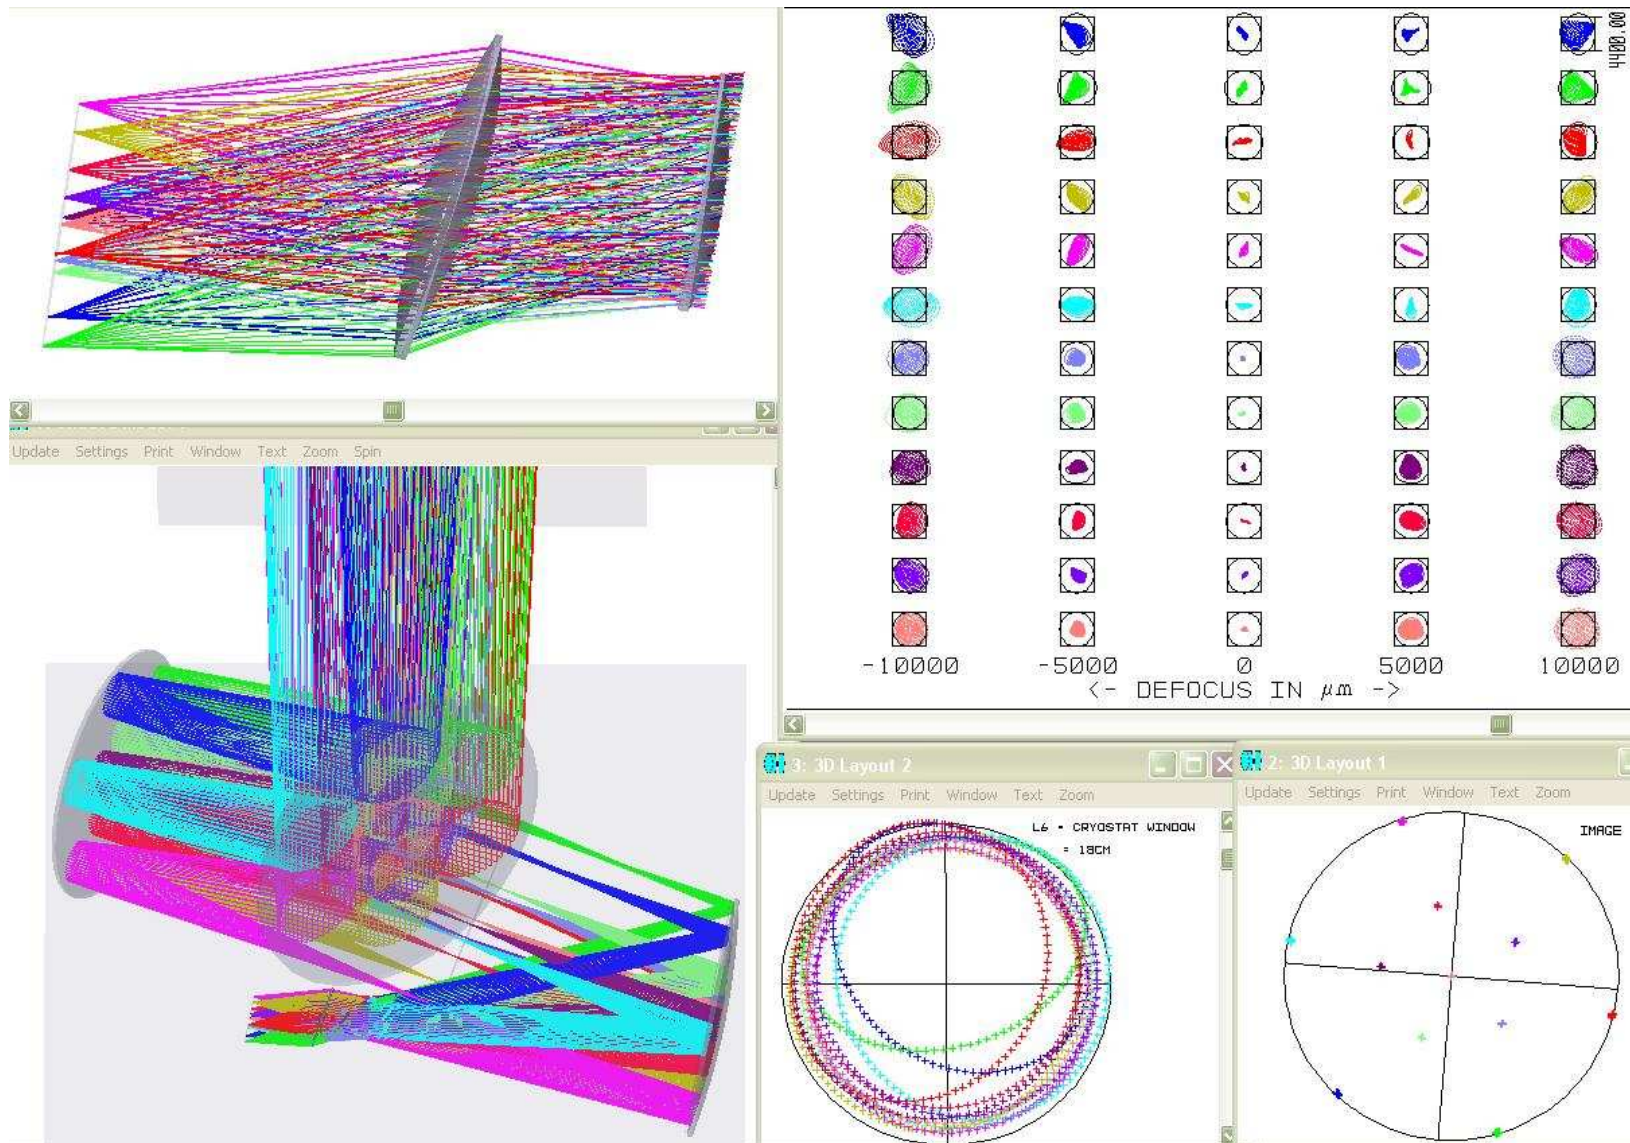 44400.00
-10000 -5000 0 5000 10000
<- DEFOCUS IN μm ->
Update Settings Print Window Text Zoom Spin
3: 3D Layout 2
Update Settings Print Window Text Zoom
L6 = CRYOSTAT WINDOW
= 18CM
2: 3D Layout 1
Update Settings Print Window Text Zoom
IMAGE